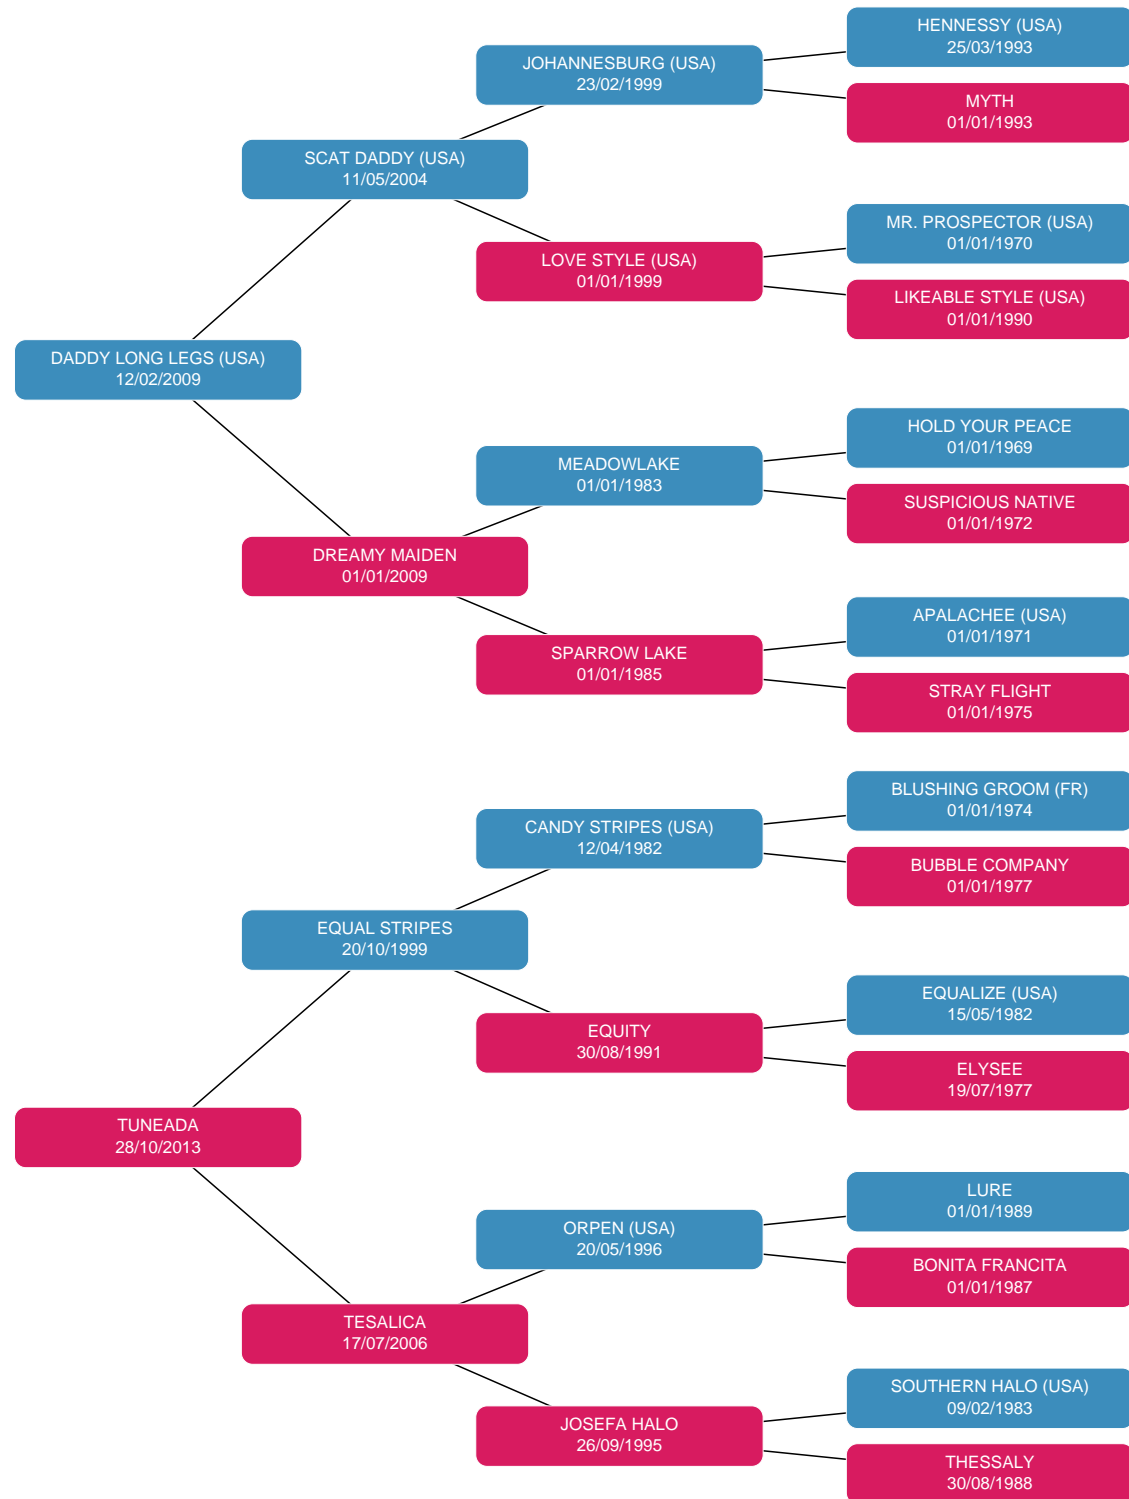 HENNESSY (USA)
25/03/1993
JOHANNESBURG (USA)
23/02/1999
MYTH
01/01/1993
SCAT DADDY (USA)
11/05/2004
MR. PROSPECTOR (USA)
01/01/1970
LOVE STYLE (USA)
01/01/1999
LIKEABLE STYLE (USA)
01/01/1990
DADDY LONG LEGS (USA)
12/02/2009
HOLD YOUR PEACE
01/01/1969
MEADOWLAKE
01/01/1983
SUSPICIOUS NATIVE
01/01/1972
DREAMY MAIDEN
01/01/2009
APALACHEE (USA)
01/01/1971
SPARROW LAKE
01/01/1985
STRAY FLIGHT
01/01/1975
BLUSHING GROOM (FR)
01/01/1974
CANDY STRIPES (USA)
12/04/1982
BUBBLE COMPANY
01/01/1977
EQUAL STRIPES
20/10/1999
EQUALIZE (USA)
15/05/1982
EQUITY
30/08/1991
ELYSEE
19/07/1977
TUNEADA
28/10/2013
LURE
01/01/1989
ORPEN (USA)
20/05/1996
BONITA FRANCITA
01/01/1987
TESALICA
17/07/2006
SOUTHERN HALO (USA)
09/02/1983
JOSEFA HALO
26/09/1995
THESSALY
30/08/1988